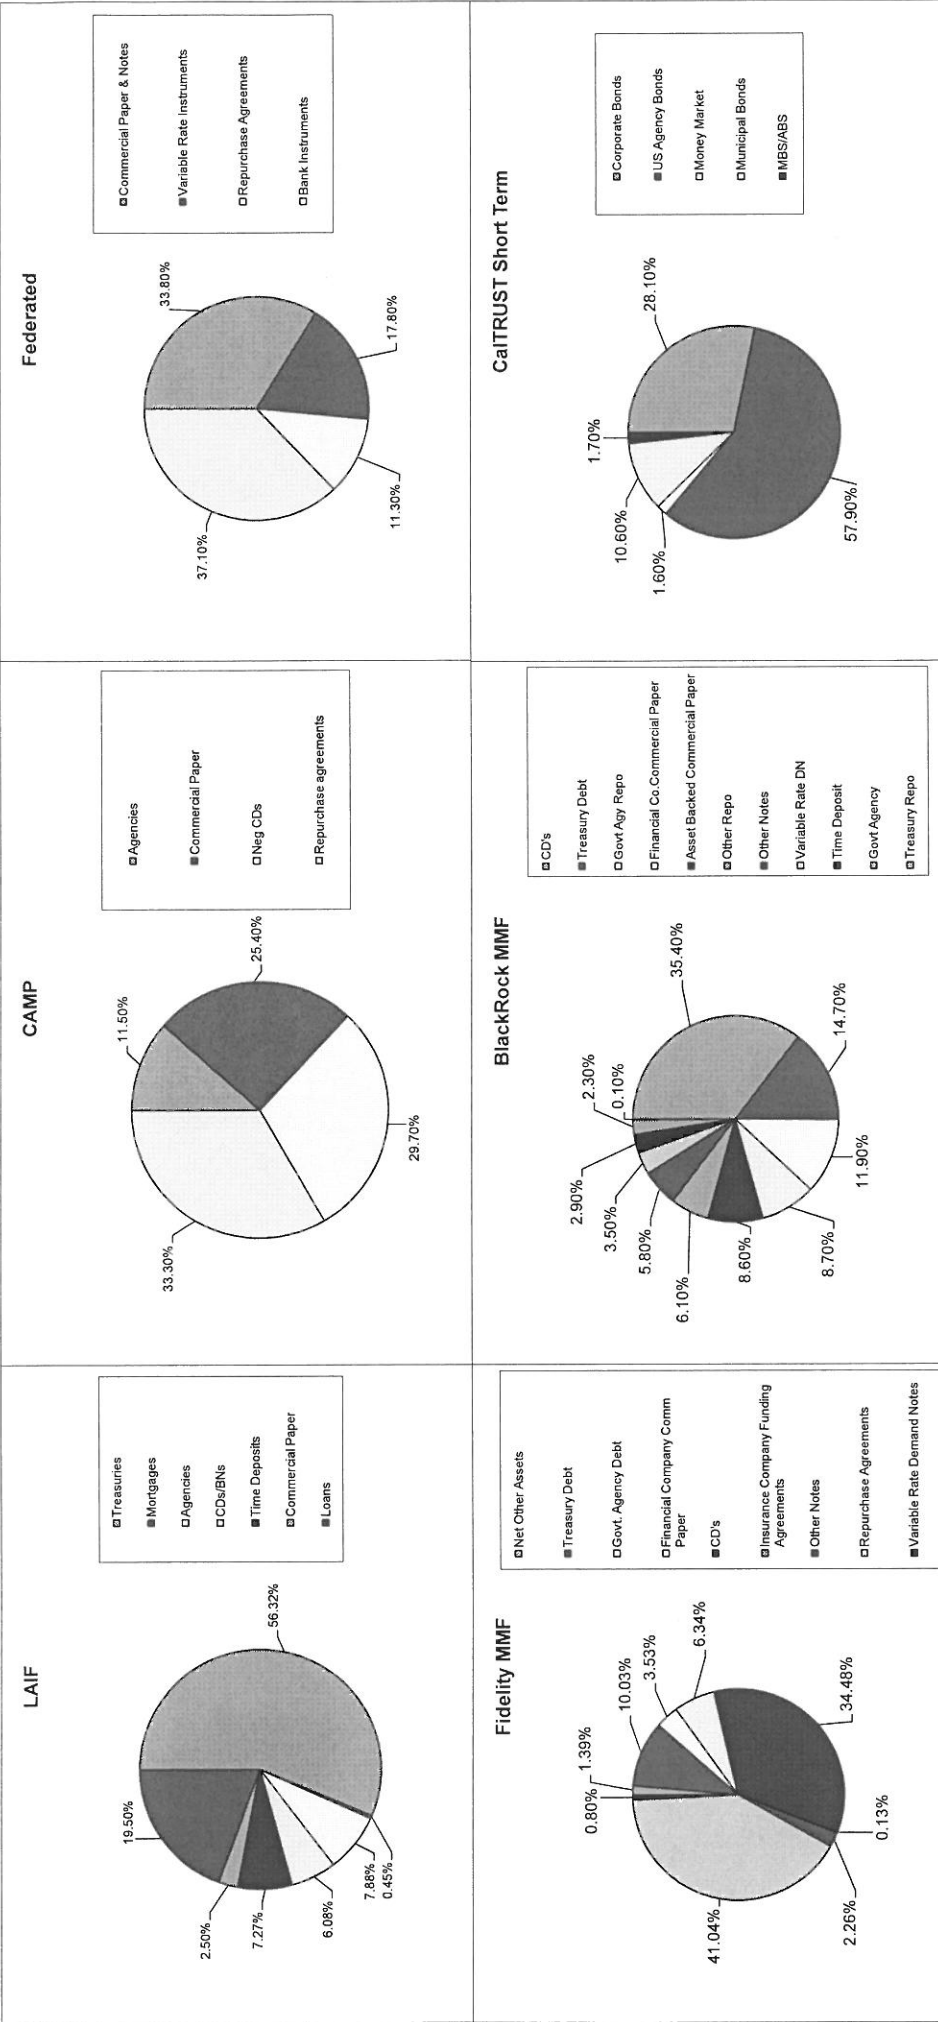 LAIF
56.32%
0.45%
7.88%
6.08%
7.27%
2.50%
19.50%
Treasuries
Mortgages
Agencies
CDs/BNs
Time Deposits
Commercial Paper
Loans
CAMP
11.50%
25.40%
29.70%
33.30%
Agencies
Commercial Paper
Neg CDs
Repurchase agreements
Federated
33.80%
17.80%
11.30%
37.10%
Commercial Paper & Notes
Variable Rate Instruments
Repurchase Agreements
Bank Instruments
Fidelity MMF
1.39%
10.03%
3.53%
6.34%
34.48%
0.13%
2.26%
41.04%
0.80%
Net Other Assets
Treasury Debt
Govt. Agency Debt
Financial Company Comm
Paper
CD's
Insurance Company Funding
Agreements
Other Notes
Repurchase Agreements
Variable Rate Demand Notes
BlackRock MMF
35.40%
14.70%
11.90%
8.70%
8.60%
6.10%
5.80%
3.50%
2.90%
2.30%
0.10%
CD's
Treasury Debt
Govt Agy Repo
Financial Co.Commercial Paper
Asset Backed Commercial Paper
Other Repo
Other Notes
Variable Rate DN
Time Deposit
Govt Agency
Treasury Repo
CalTRUST Short Term
28.10%
57.90%
1.60%
10.60%
1.70%
Corporate Bonds
US Agency Bonds
Money Market
Municipal Bonds
MBS/ABS